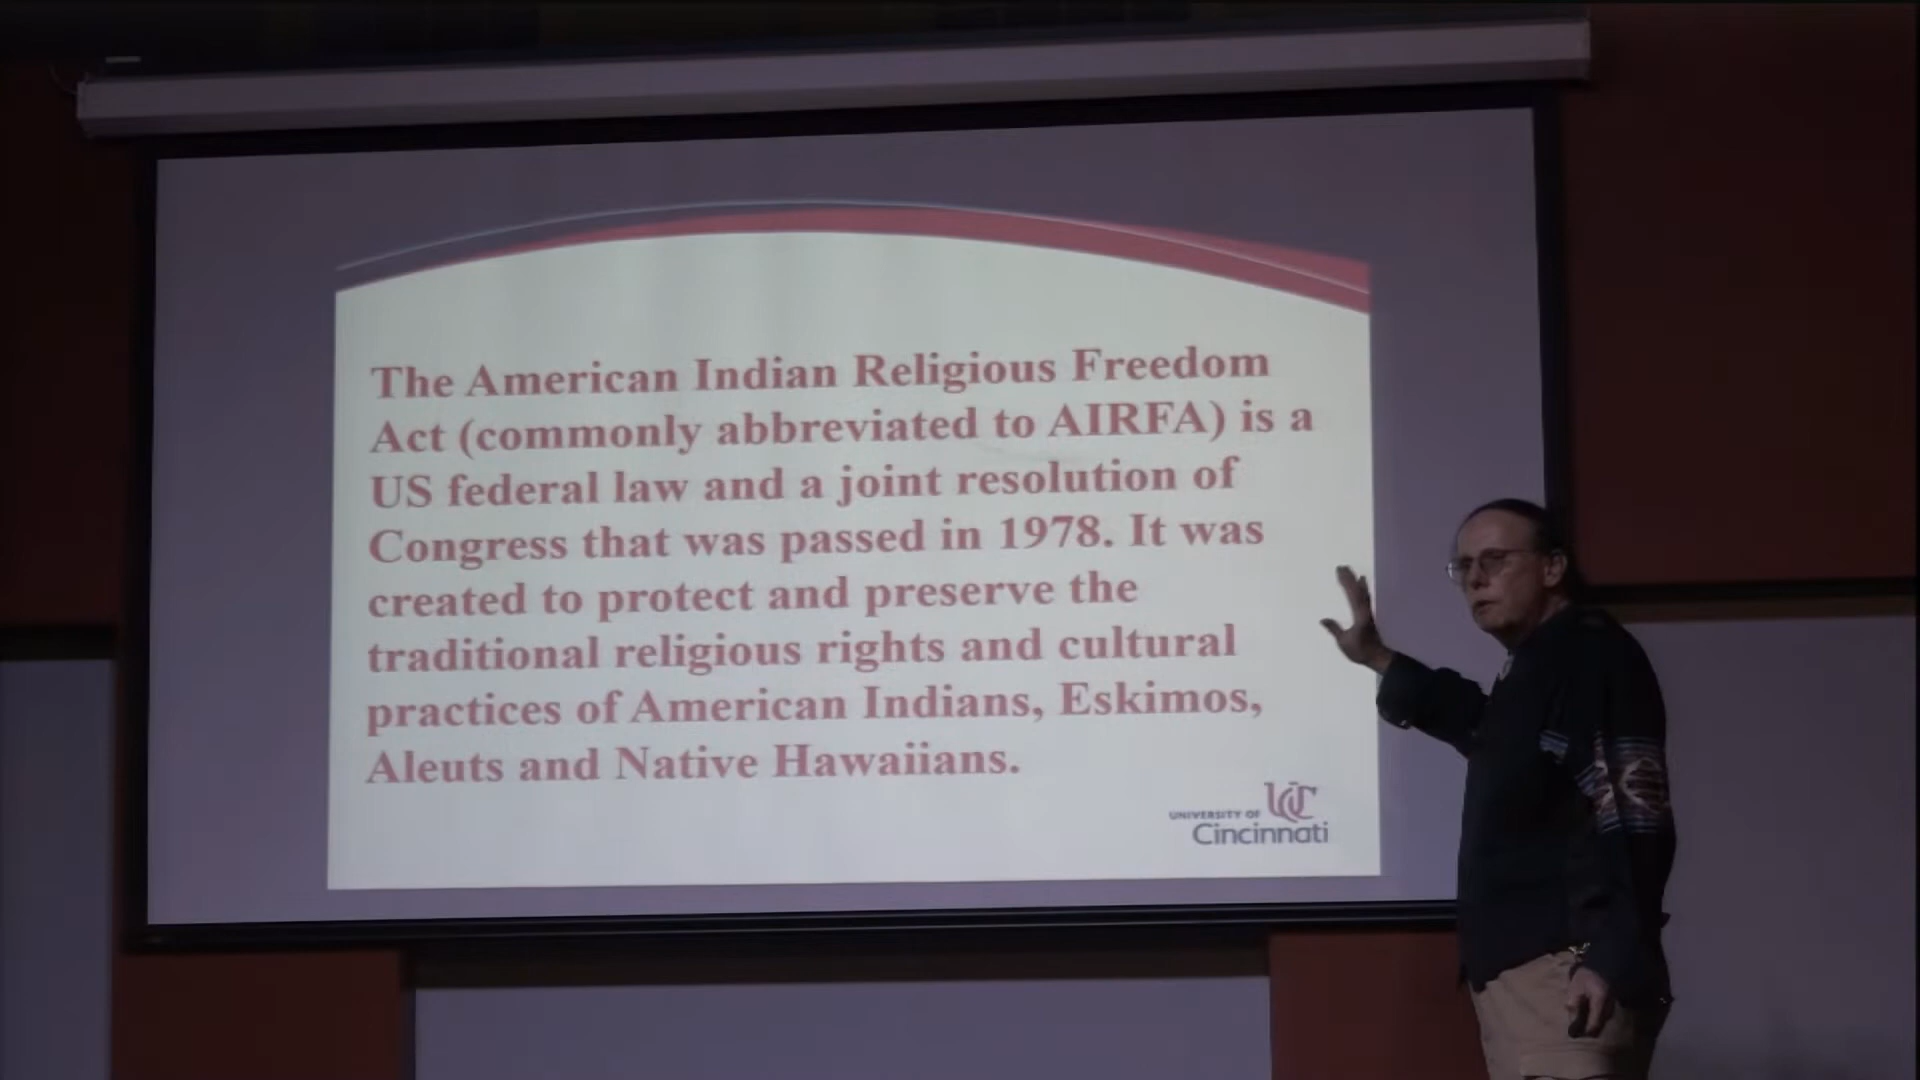 The American Indian Religious Freedom
Act (commonly abbreviated to AIRFA) is a
US federal law and a joint resolution of
Congress that was passed in 1978. It was
created to protect and preserve the
traditional religious rights and cultural
practices of American Indians, Eskimos,
Aleuts and Native Hawaiians.
UC
UNIVERSITY OF
Cincinnati